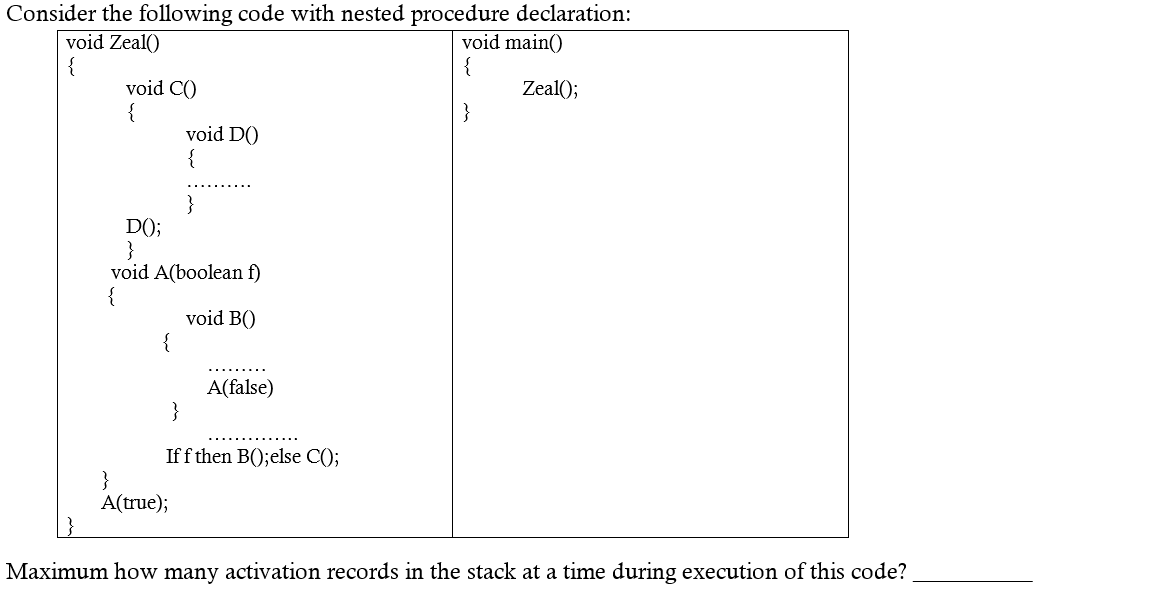 Consider the following code with nested procedure declaration:
void Zeal()
{
void C()
{
void D()
{
..........
}
D();
}
void A(boolean f)
{
void B()
{
.........
A(false)
}
..............
If f then B();else C();
}
A(true);
}
void main()
{
Zeal();
}
Maximum how many activation records in the stack at a time during execution of this code? ____________